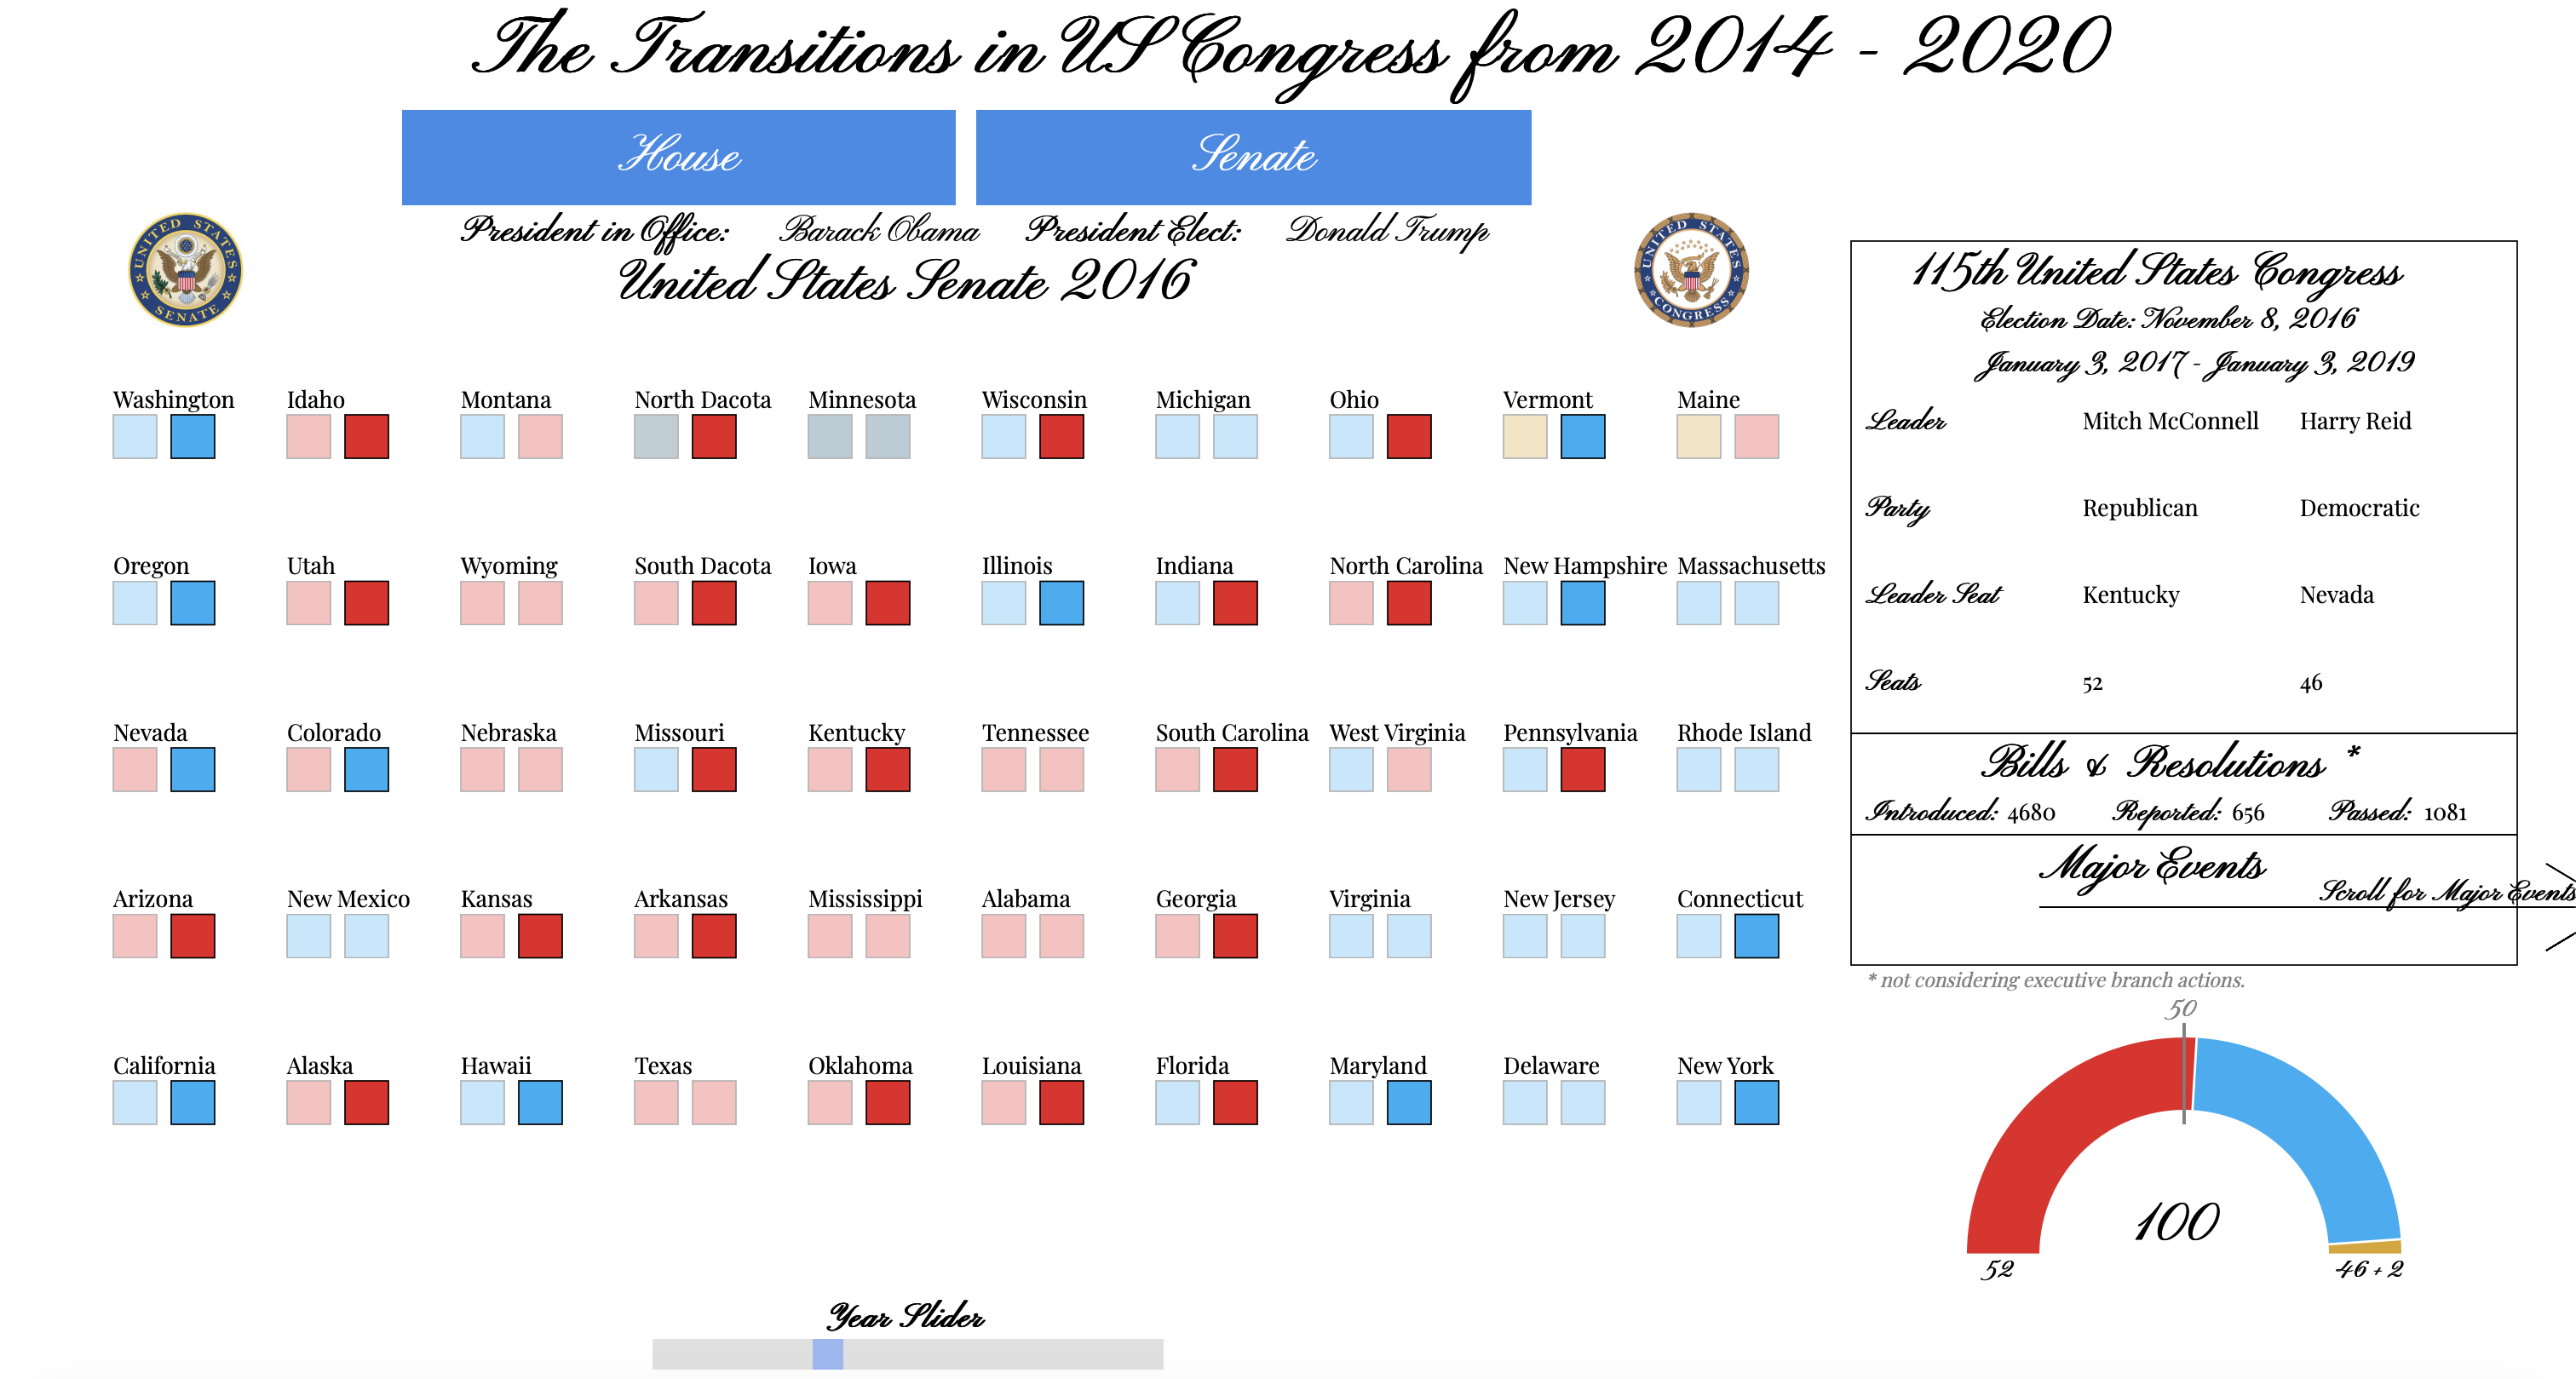 The Transitions in US Congress from 2014 - 2020
House Senate
President in Office: Barack Obama President Elect: Donald Trump
United States Senate 2016
UNITED STATES
SENATE
UNITED STATES
CONGRESS
Washington Idaho Montana North Dacota Minnesota Wisconsin Michigan Ohio Vermont Maine
Oregon Utah Wyoming South Dacota Iowa Illinois Indiana North Carolina New Hampshire Massachusetts
Nevada Colorado Nebraska Missouri Kentucky Tennessee South Carolina West Virginia Pennsylvania Rhode Island
Arizona New Mexico Kansas Arkansas Mississippi Alabama Georgia Virginia New Jersey Connecticut
California Alaska Hawaii Texas Oklahoma Louisiana Florida Maryland Delaware New York
Year Slider
115th United States Congress
Election Date: November 8, 2016
January 3, 2017 - January 3, 2019
Leader Mitch McConnell Harry Reid
Party Republican Democratic
Leader Seat Kentucky Nevada
Seats 52 46
Bills & Resolutions *
Introduced: 4680 Reported: 656 Passed: 1081
Major Events
Scroll for Major Events
* not considering executive branch actions.
50
100
52 46 + 2